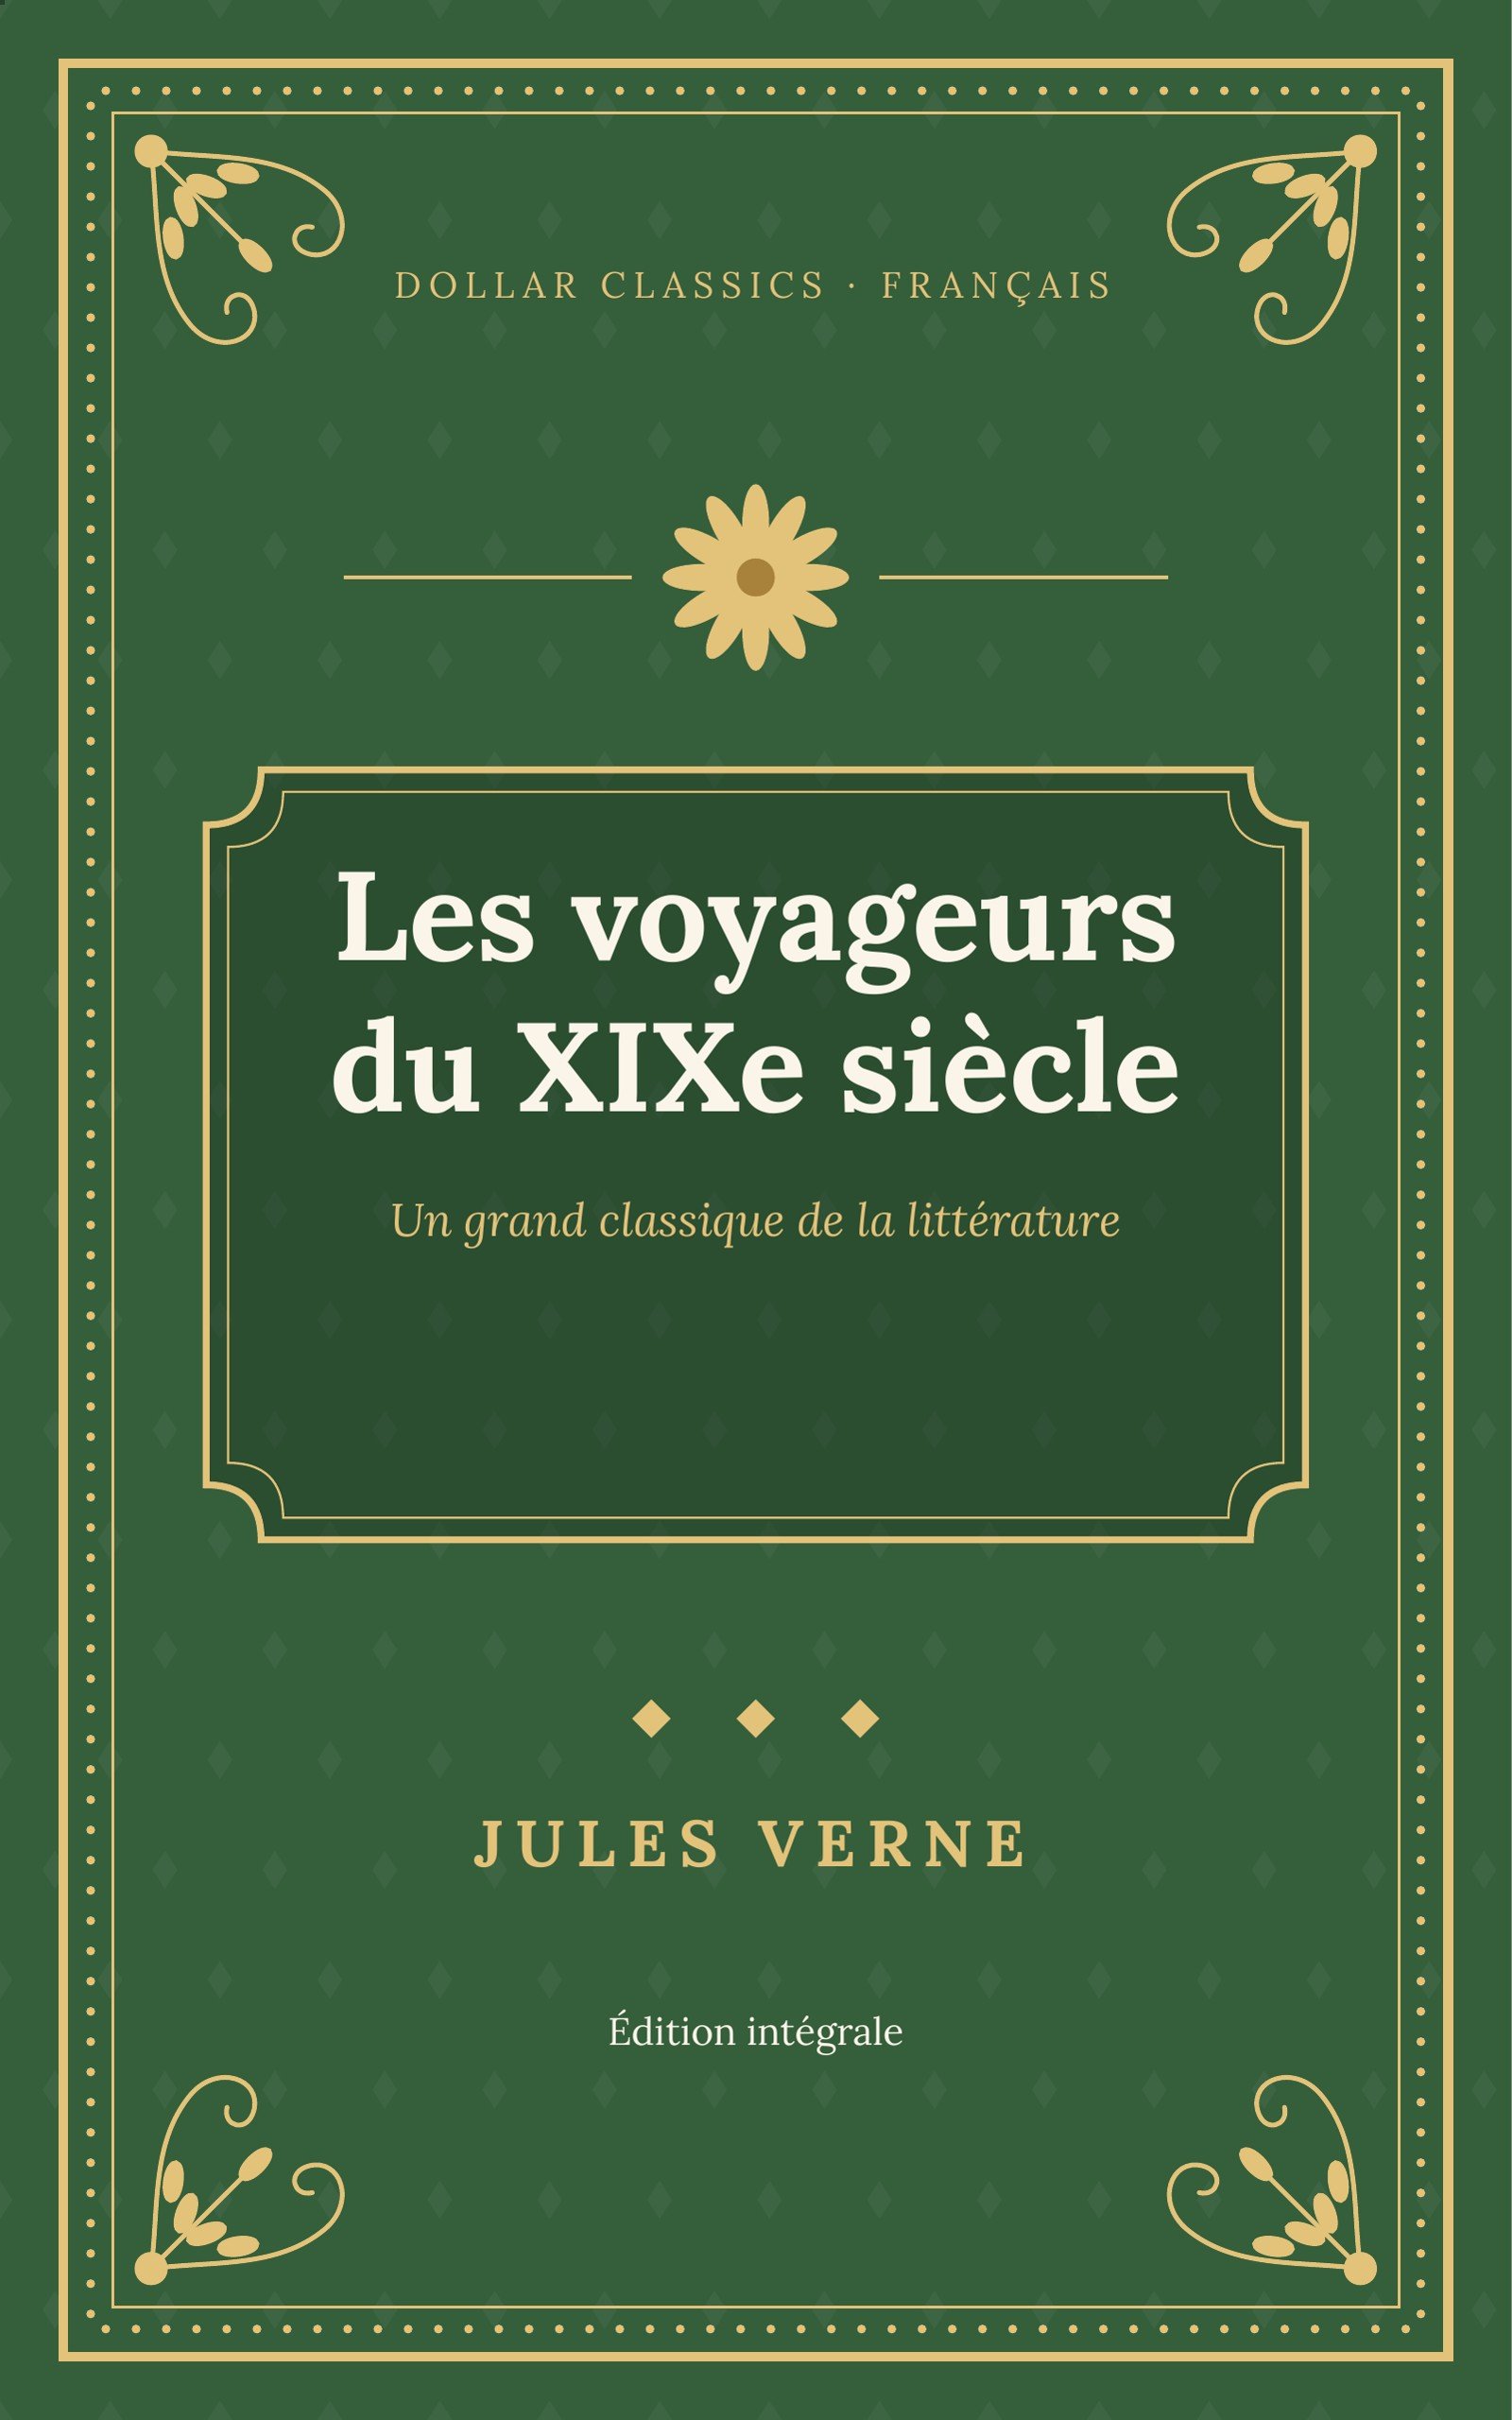 DOLLAR CLASSICS · FRANÇAIS
Les voyageurs
du XIXe siècle
Un grand classique de la littérature
JULES VERNE
Édition intégrale